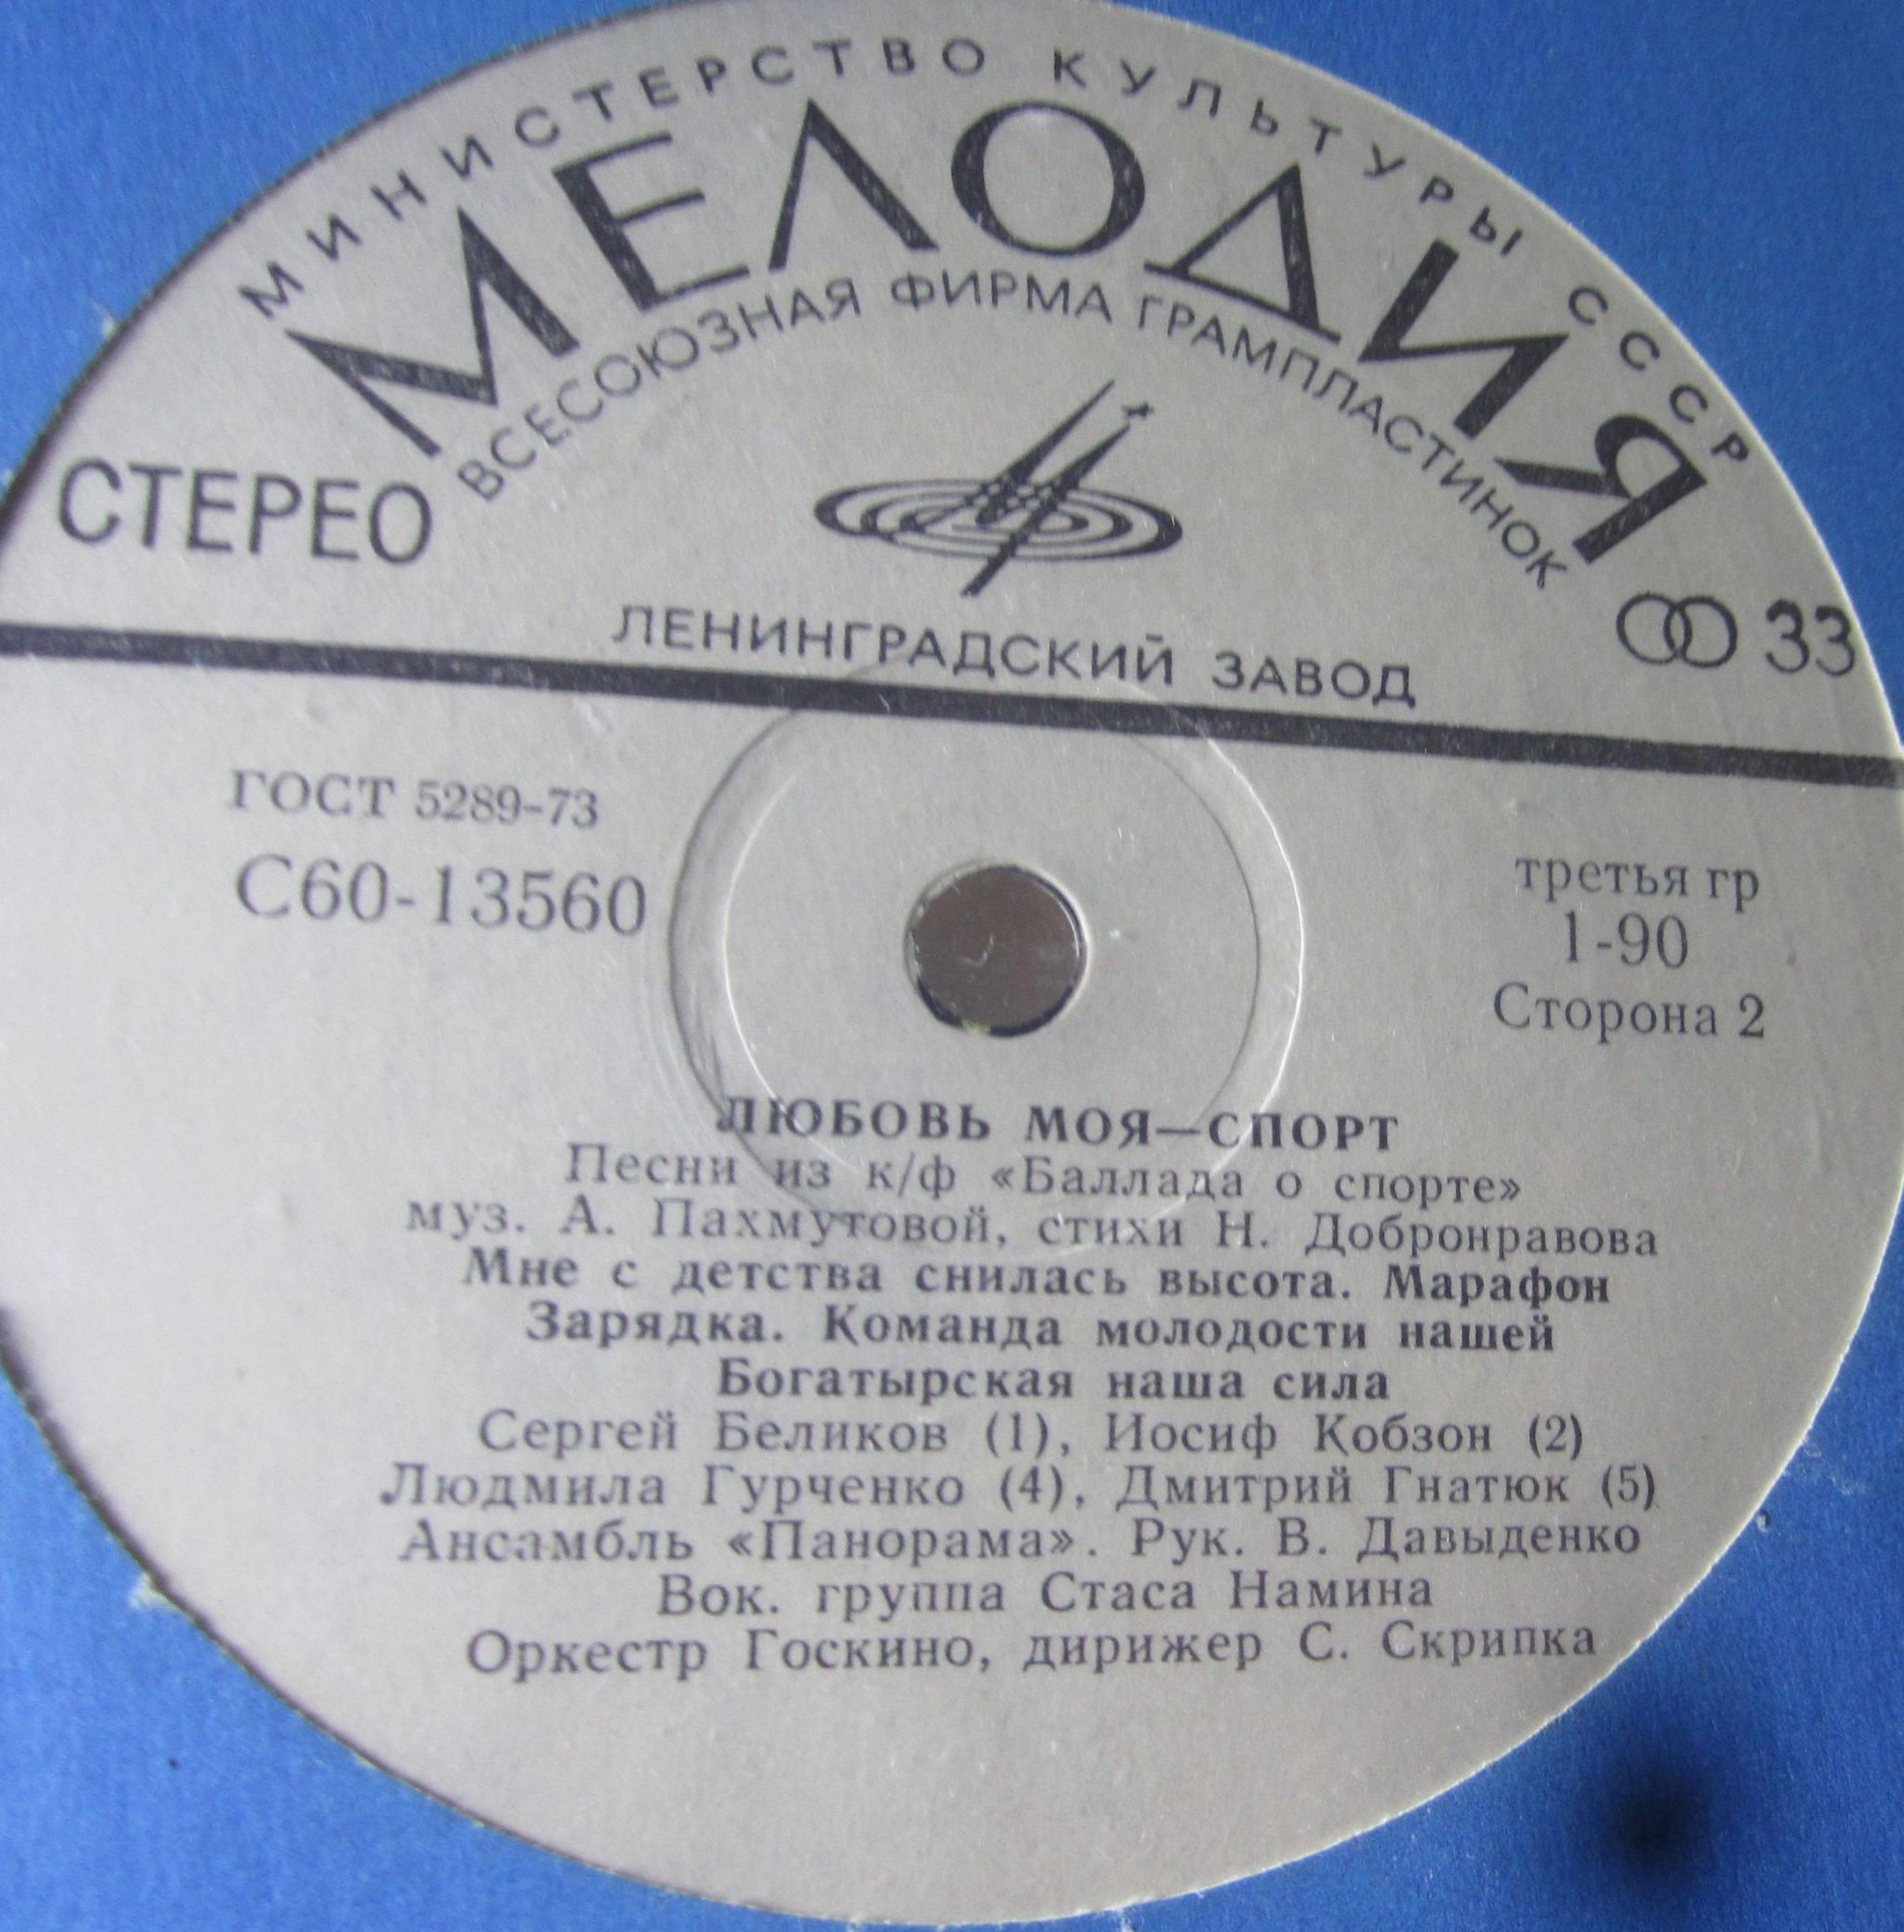 МИНИСТЕРСТВО КУЛЬТУРЫ СССР
МЕЛОДИЯ
ВСЕСОЮЗНАЯ ФИРМА ГРАМПЛАСТИНОК
СТЕРЕО
33
ЛЕНИНГРАДСКИЙ ЗАВОД
ГОСТ 5289-73
С60-13560
третья гр
1-90
Сторона 2
ЛЮБОВЬ МОЯ—СПОРТ
Песни из к/ф «Баллада о спорте»
муз. А. Пахмутовой, стихи Н. Добронравова
Мне с детства снилась высота. Марафон
Зарядка. Команда молодости нашей
Богатырская наша сила
Сергей Беликов (1), Иосиф Кобзон (2)
Людмила Гурченко (4), Дмитрий Гнатюк (5)
Ансамбль «Панорама». Рук. В. Давыденко
Вок. группа Стаса Намина
Оркестр Госкино, дирижер С. Скрипка